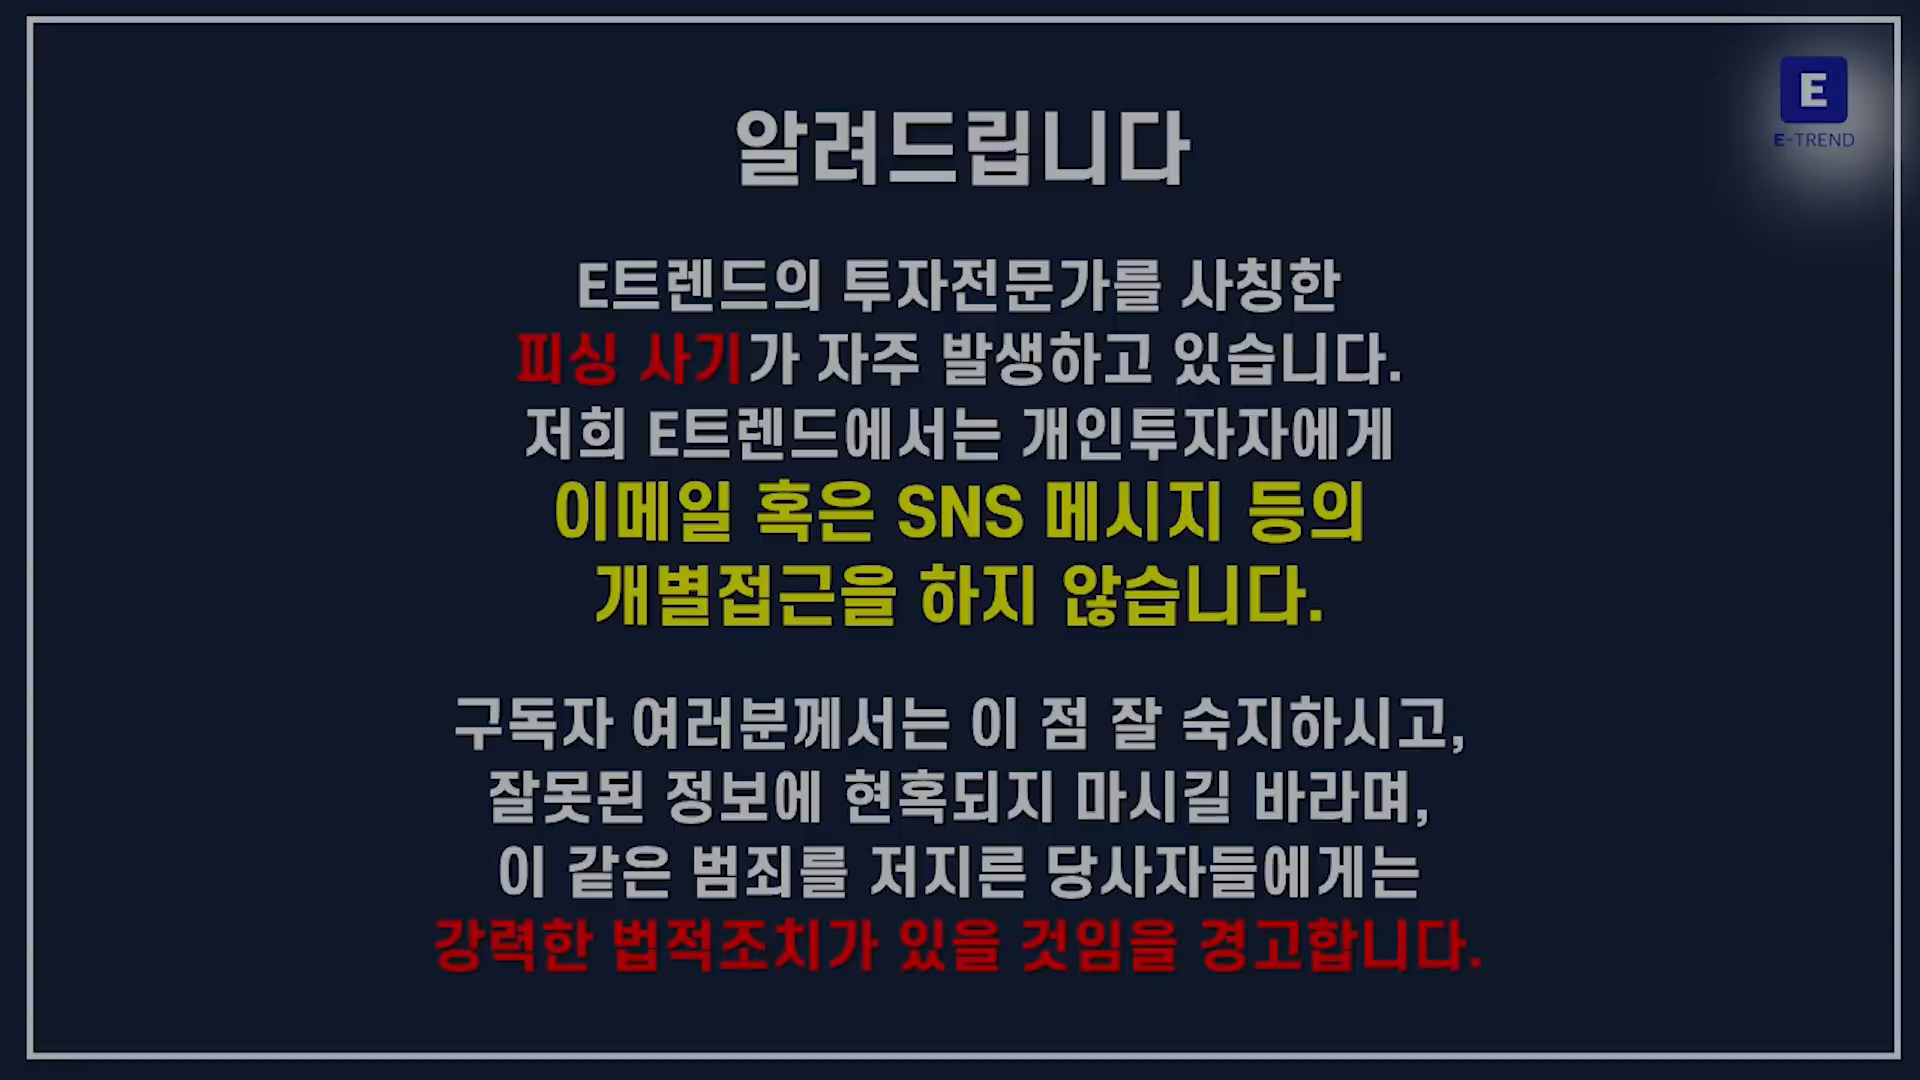 E
E-TREND
알려드립니다
E트렌드의 투자전문가를 사칭한
피싱 사기가 자주 발생하고 있습니다.
저희 E트렌드에서는 개인투자자에게
이메일 혹은 SNS 메시지 등의
개별접근을 하지 않습니다.
구독자 여러분께서는 이 점 잘 숙지하시고,
잘못된 정보에 현혹되지 마시길 바라며,
이 같은 범죄를 저지른 당사자들에게는
강력한 법적조치가 있을 것임을 경고합니다.